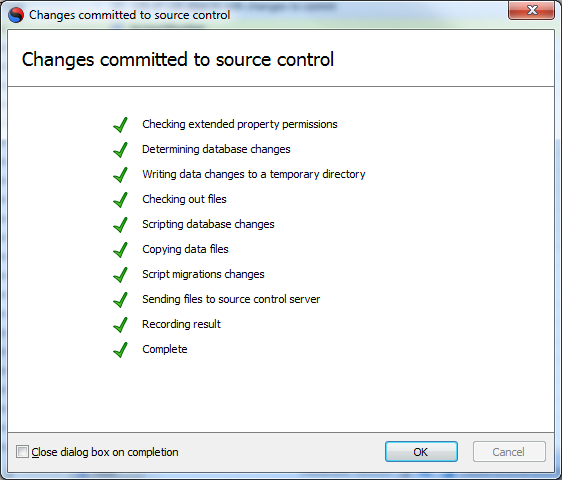 Changes committed to source control
Changes committed to source control
Checking extended property permissions
Determining database changes
Writing data changes to a temporary directory
Checking out files
Scripting database changes
Copying data files
Script migrations changes
Sending files to source control server
Recording result
Complete
Close dialog box on completion
OK
Cancel